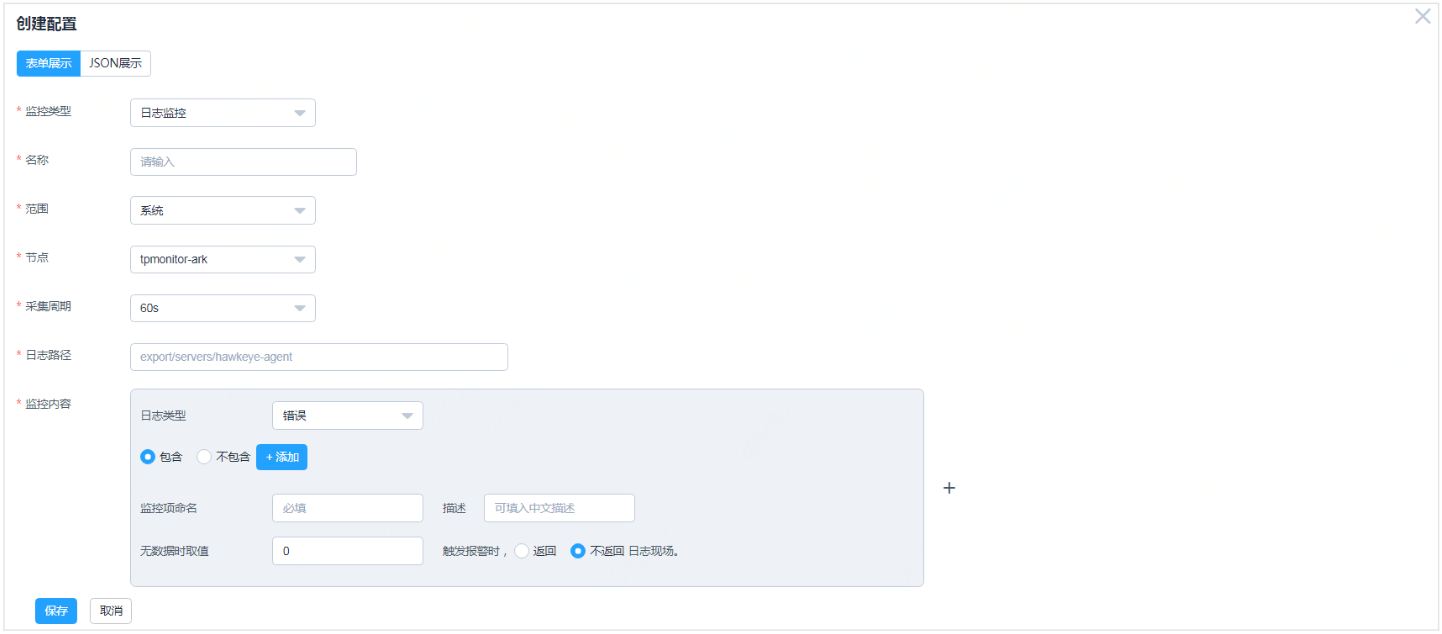 创建配置
表单展示 JSON展示
* 监控类型 日志监控
* 名称 请输入
* 范围 系统
* 节点 tpmonitor-ark
* 采集周期 60s
* 日志路径 export/servers/hawkeye-agent
* 监控内容
日志类型 错误
包含 不包含 + 添加
监控项命名 必填 描述 可填入中文描述
无数据时取值 0 触发报警时， 返回 不返回 日志现场。
+
保存 取消